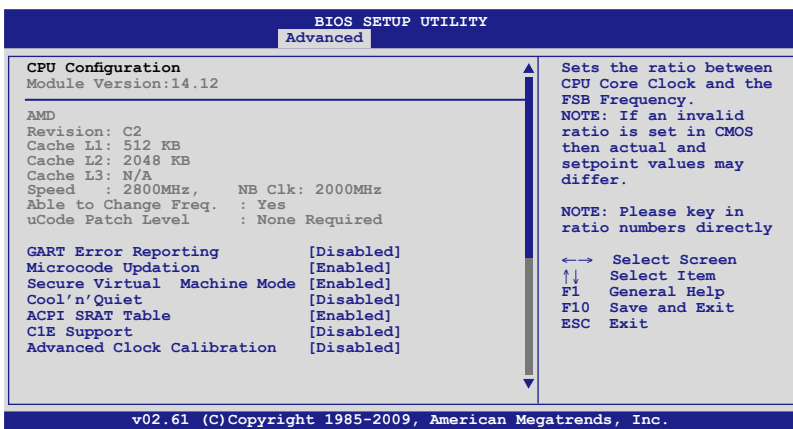 BIOS SETUP UTILITY
Advanced
CPU Configuration
Module Version:14.12
AMD
Revision: C2
Cache L1: 512 KB
Cache L2: 2048 KB
Cache L3: N/A
Speed : 2800MHz, NB Clk: 2000MHz
Able to Change Freq. : Yes
uCode Patch Level : None Required
GART Error Reporting [Disabled]
Microcode Updation [Enabled]
Secure Virtual Machine Mode [Enabled]
Cool'n'Quiet [Disabled]
ACPI SRAT Table [Enabled]
C1E Support [Disabled]
Advanced Clock Calibration [Disabled]
Sets the ratio between
CPU Core Clock and the
FSB Frequency.
NOTE: If an invalid
ratio is set in CMOS
then actual and
setpoint values may
differ.
NOTE: Please key in
ratio numbers directly
←→ Select Screen
↑↓ Select Item
F1 General Help
F10 Save and Exit
ESC Exit
v02.61 (C)Copyright 1985-2009, American Megatrends, Inc.